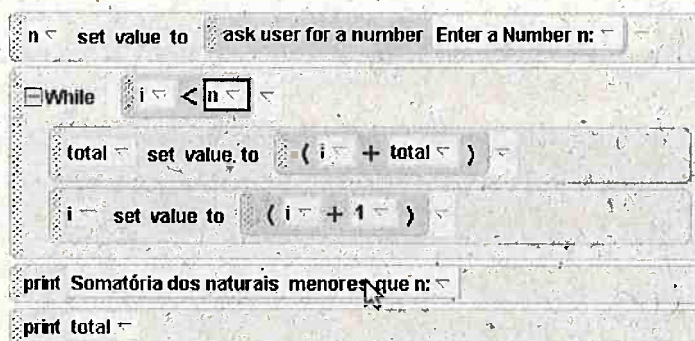 n set value to ask user for a number Enter a Number n:
While i < n
total set value to ( i + total )
i set value to ( i + 1 )
print Somatória dos naturais menores que n:
print total